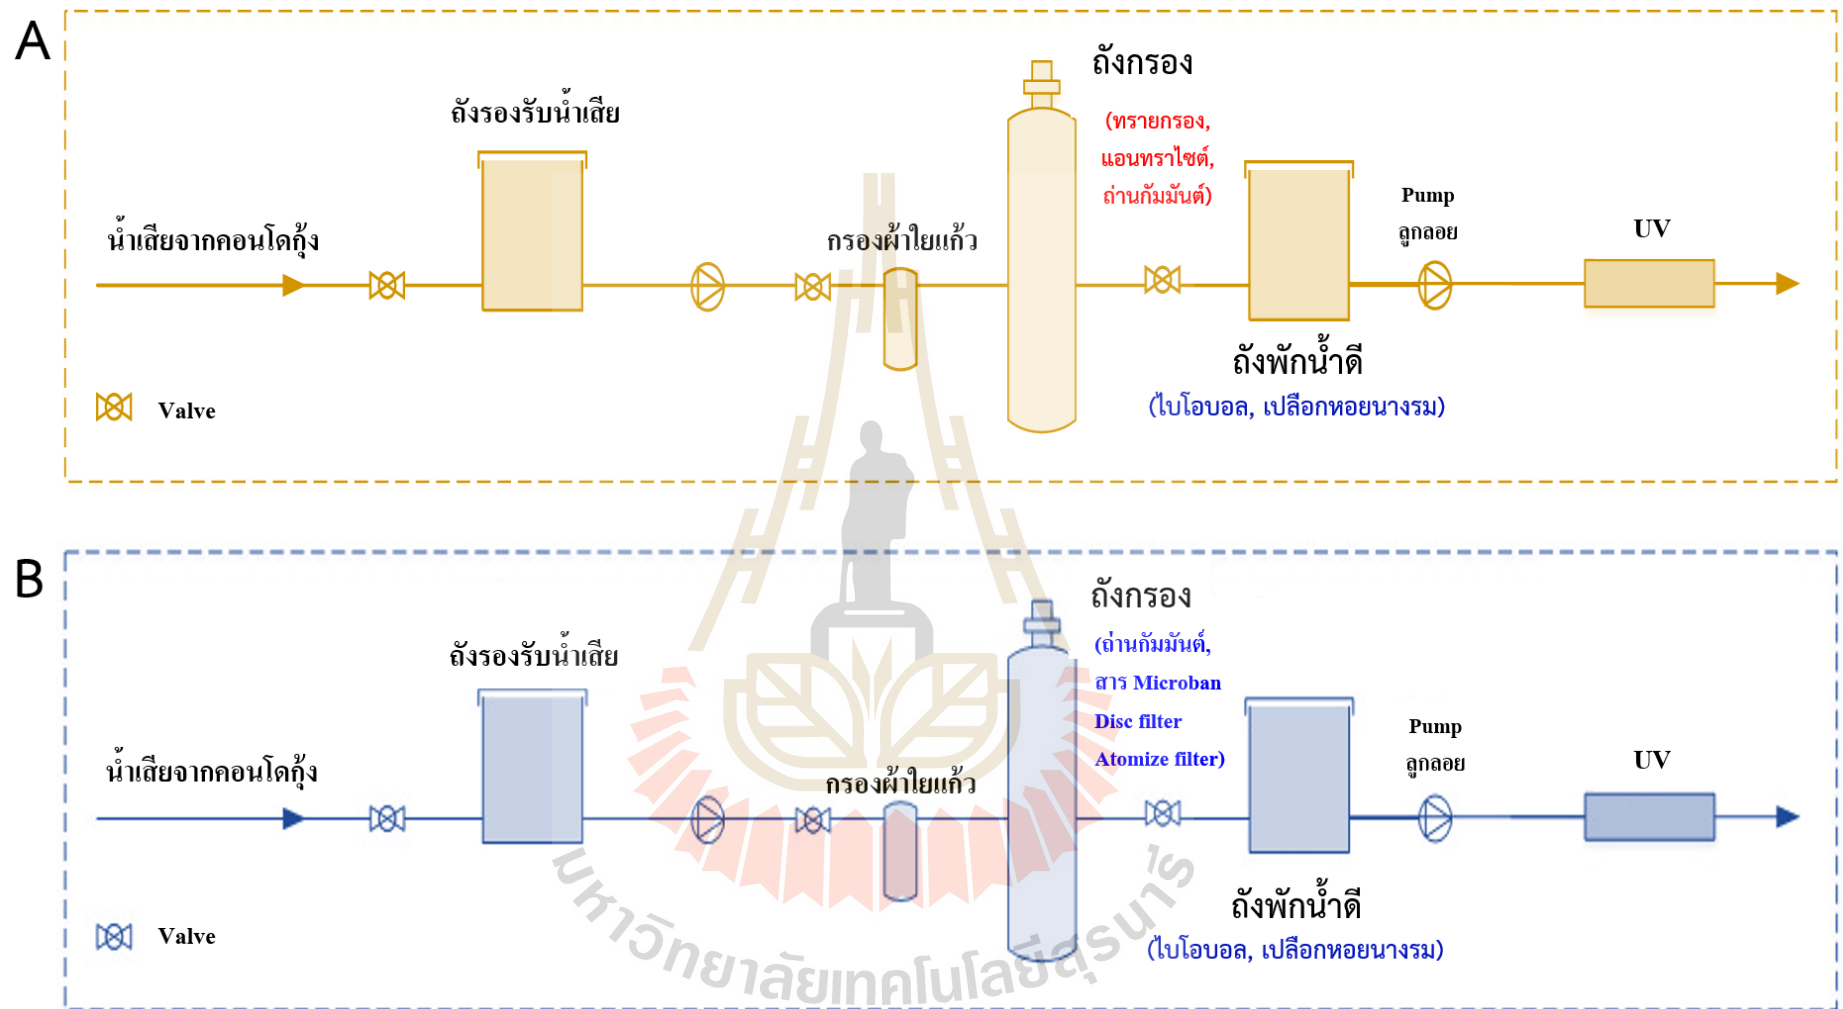 A
ถังกรอง
(ทรายกรอง,
แอนทราไซต์,
ถ่านกัมมันต์)
ถังรองรับน้ำเสีย
น้ำเสียจากคอนโดกุ้ง
กรองผ้าใยแก้ว
Pump
ลูกลอย
UV
ถังพักน้ำดี
(ไบโอบอล, เปลือกหอยนางรม)
Valve
B
ถังกรอง
(ถ่านกัมมันต์,
สาร Microban
Disc filter
Atomize filter)
ถังรองรับน้ำเสีย
น้ำเสียจากคอนโดกุ้ง
กรองผ้าใยแก้ว
Pump
ลูกลอย
UV
ถังพักน้ำดี
(ไบโอบอล, เปลือกหอยนางรม)
Valve
มหาวิทยาลัยเทคโนโลยีสุรนารี